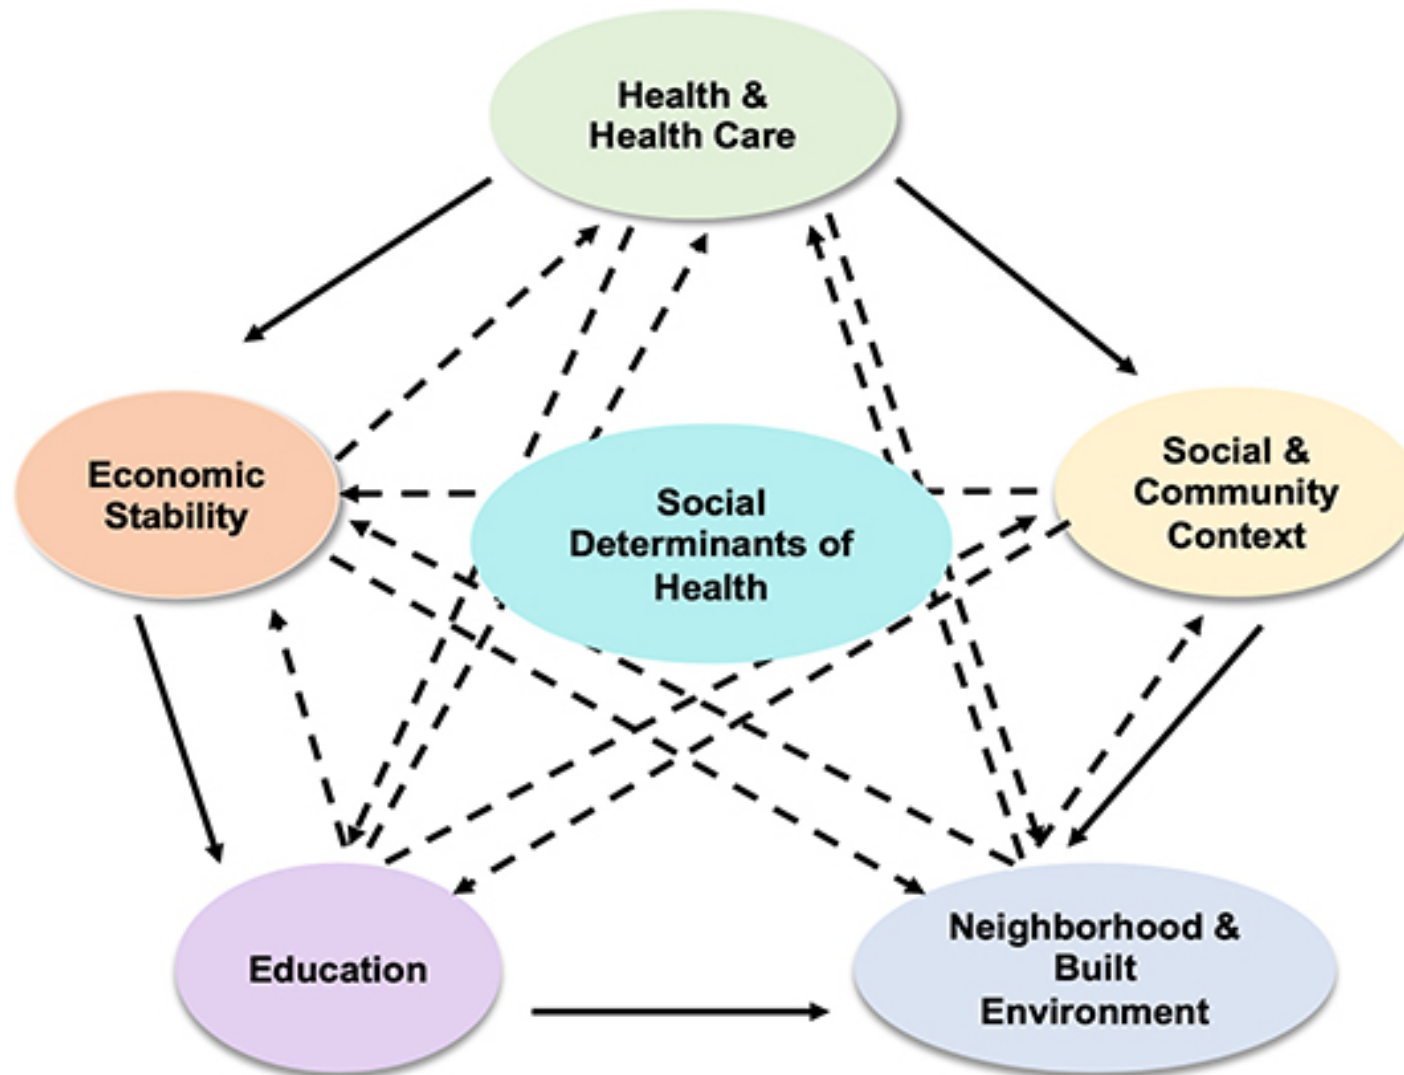 Health &
Health Care
Economic
Stability
Social
Determinants of
Health
Social &
Community
Context
Education
Neighborhood &
Built
Environment